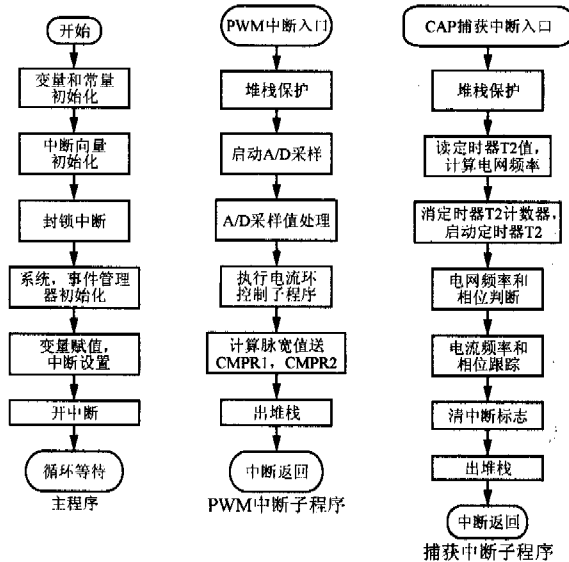 开始
变量和常量
初始化
中断向量
初始化
封锁中断
系统，事件管理
器初始化
变量赋值，
中断设置
开中断
循环等待
主程序
PWM中断入口
堆栈保护
启动A/D采样
A/D采样值处理
执行电流环
控制子程序
计算脉宽值送
CMPR1，CMPR2
出堆栈
中断返回
PWM中断子程序
CAP捕获中断入口
堆栈保护
读定时器T2值，
计算电网频率
消定时器T2计数器，
启动定时器T2
电网频率和
相位判断
电流频率和
相位跟踪
清中断标志
出堆栈
中断返回
捕获中断子程序